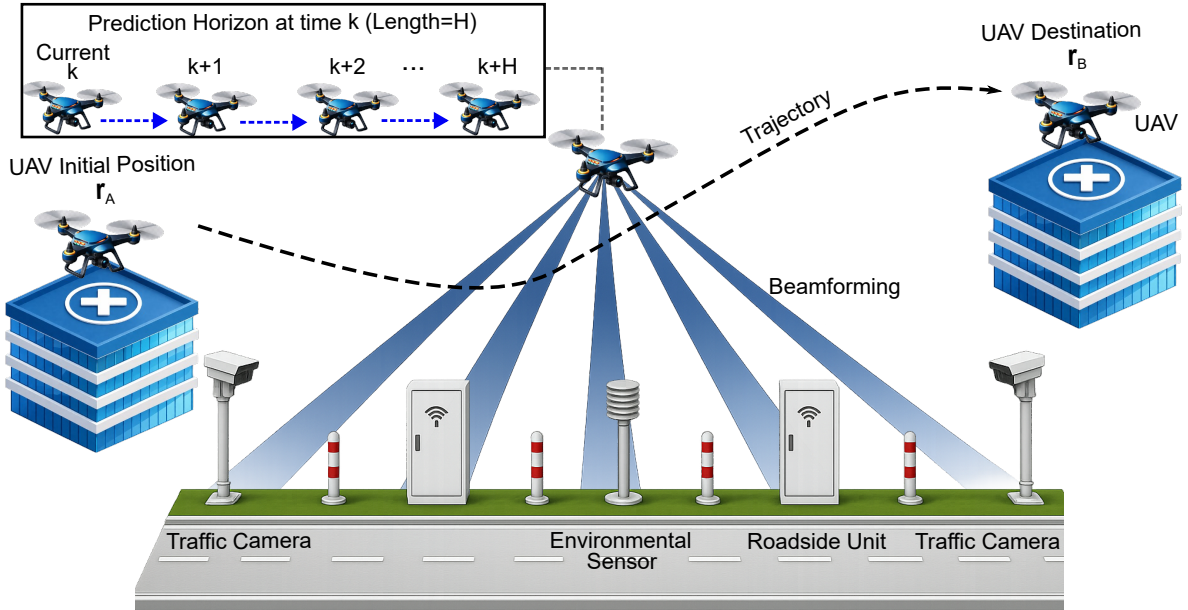 Prediction Horizon at time k (Length=H)
Current
k
k+1
k+2
...
k+H
UAV Initial Position
r_A
UAV Destination
r_B
UAV
Trajectory
Beamforming
Traffic Camera
Environmental
Sensor
Roadside Unit
Traffic Camera